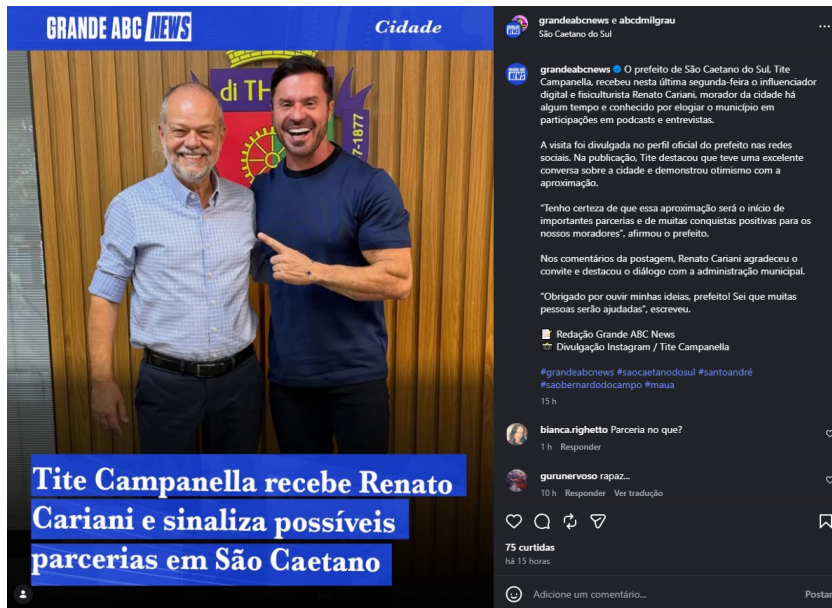 GRANDE ABC NEWS
Cidade
di TH
7-1877
Tite Campanella recebe Renato
Cariani e sinaliza possíveis
parcerias em São Caetano
grandeabcnews e abcdmilgrau
São Caetano do Sul
grandeabcnews O prefeito de São Caetano do Sul, Tite
Campanella, recebeu nesta última segunda-feira o influenciador
digital e fisiculturista Renato Cariani, morador da cidade há
algum tempo e conhecido por elogiar o município em
participações em podcasts e entrevistas.
A visita foi divulgada no perfil oficial do prefeito nas redes
sociais. Na publicação, Tite destacou que teve uma excelente
conversa sobre a cidade e demonstrou otimismo com a
aproximação.
"Tenho certeza de que essa aproximação será o início de
importantes parcerias e de muitas conquistas positivas para os
nossos moradores", afirmou o prefeito.
Nos comentários da postagem, Renato Cariani agradeceu o
convite e destacou o diálogo com a administração municipal.
"Obrigado por ouvir minhas ideias, prefeito! Sei que muitas
pessoas serão ajudadas", escreveu.
Redação Grande ABC News
Divulgação Instagram / Tite Campanella
#grandeabcnews #saocaetanodosul #santoandré
#saobernardodocampo #maua
15 h
bianca.righetto Parceria no que?
1 h Responder
gurunervoso rapaz...
10 h Responder Ver tradução
75 curtidas
há 15 horas
Adicione um comentário...
Postar